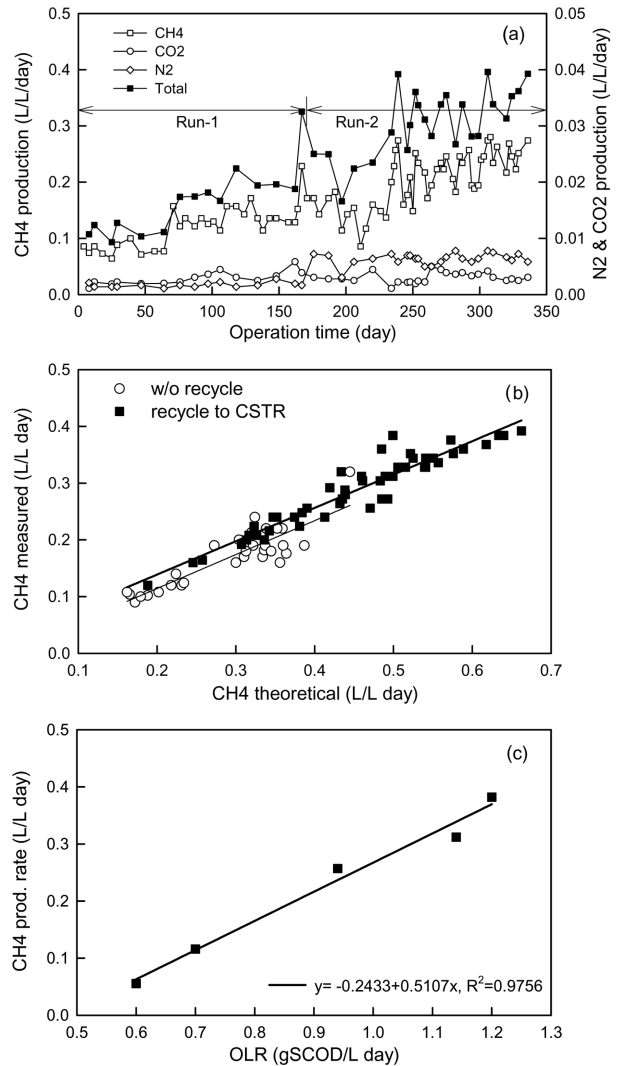 0.5
0.4
0.3
0.2
0.1
0.0
CH4 production (L/L/day)
CH4
CO2
N2
Total
(a)
Run-1
Run-2
0.05
0.04
0.03
0.02
0.01
0.00
N2 & CO2 production (L/L/day)
0 50 100 150 200 250 300 350
Operation time (day)
0.5
0.4
0.3
0.2
0.1
0.0
CH4 measured (L/L day)
w/o recycle
recycle to CSTR
(b)
0.1 0.2 0.3 0.4 0.5 0.6 0.7
CH4 theoretical (L/L day)
0.5
0.4
0.3
0.2
0.1
0.0
CH4 prod. rate (L/L day)
(c)
y= -0.2433+0.5107x, R²=0.9756
0.5 0.6 0.7 0.8 0.9 1.0 1.1 1.2 1.3
OLR (gSCOD/L day)